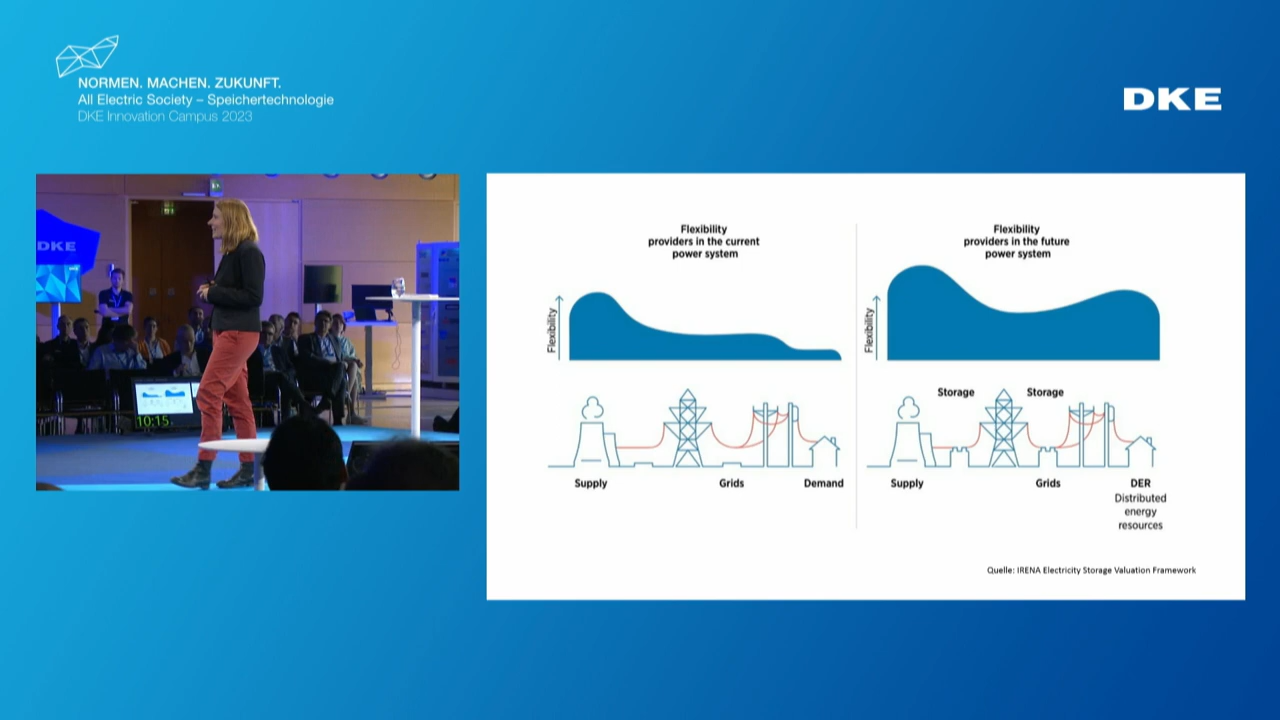 NORMEN. MACHEN. ZUKUNFT.
All Electric Society – Speichertechnologie
DKE Innovation Campus 2023
DKE
DKE
10:15
Flexibility
providers in the current
power system
Flexibility
Supply
Grids
Demand
Flexibility
providers in the future
power system
Flexibility
Storage
Storage
Supply
Grids
DER
Distributed
energy
resources
Quelle: IRENA Electricity Storage Valuation Framework